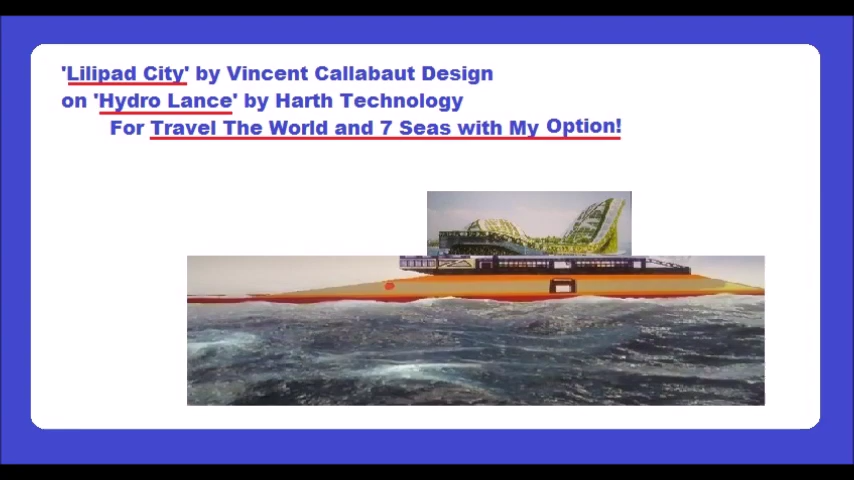 'Lilipad City' by Vincent Callabaut Design
on 'Hydro Lance' by Harth Technology
For Travel The World and 7 Seas with My Option!